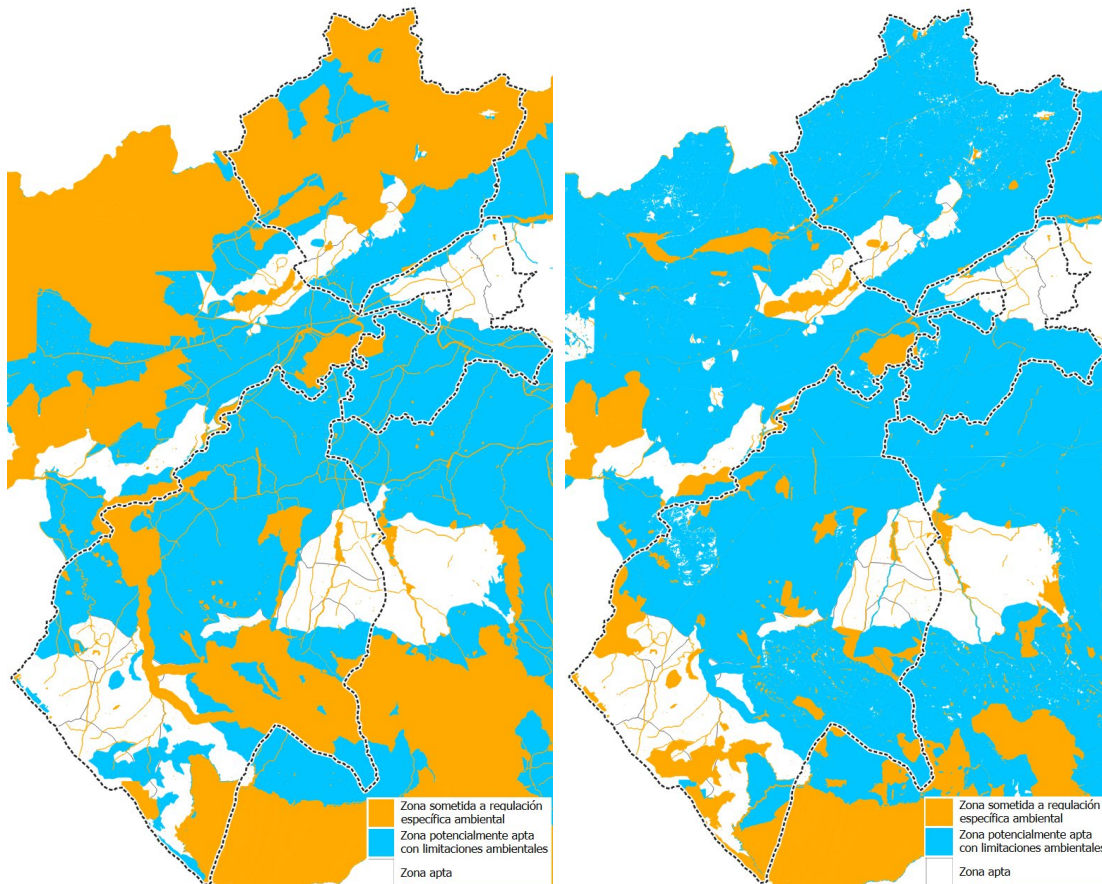 Zona sometida a regulación
específica ambiental
Zona potencialmente apta
con limitaciones ambientales
Zona apta
Zona sometida a regulación
específica ambiental
Zona potencialmente apta
con limitaciones ambientales
Zona apta